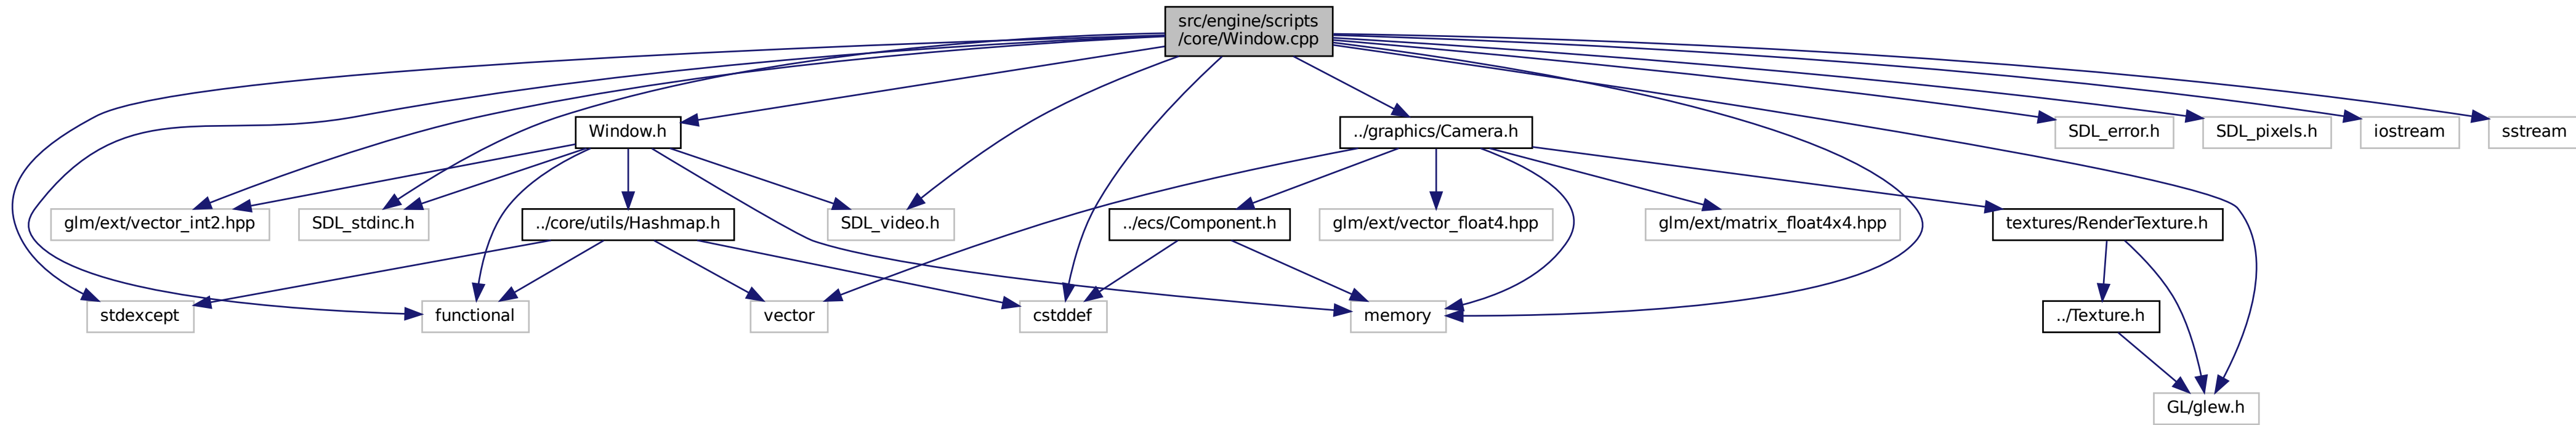 src/engine/scripts
/core/Window.cpp
Window.h
../graphics/Camera.h
SDL_error.h
SDL_pixels.h
iostream
sstream
glm/ext/vector_int2.hpp
SDL_stdinc.h
../core/utils/Hashmap.h
SDL_video.h
../ecs/Component.h
glm/ext/vector_float4.hpp
glm/ext/matrix_float4x4.hpp
textures/RenderTexture.h
stdexcept
functional
vector
cstddef
memory
../Texture.h
GL/glew.h